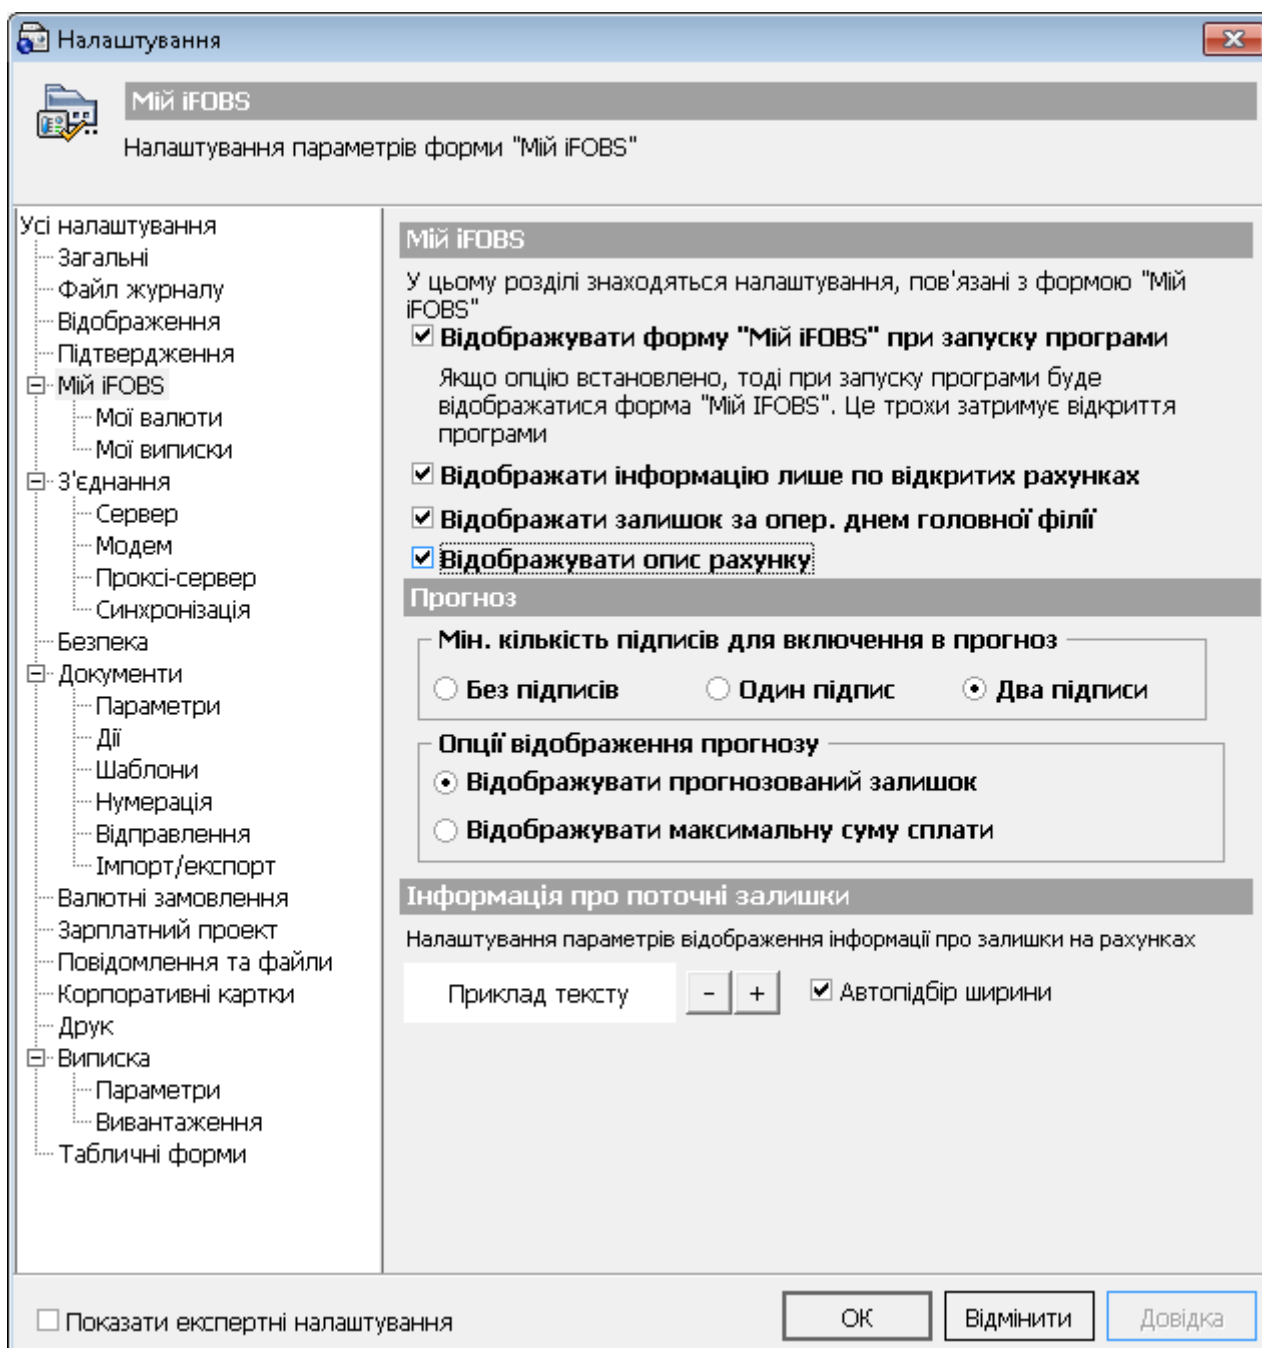 Налаштування
Мій iFOBS
Налаштування параметрів форми "Мій iFOBS"
Усі налаштування
Загальні
Файл журналу
Відображення
Підтвердження
Мій iFOBS
Мої валюти
Мої виписки
З'єднання
Сервер
Модем
Проксі-сервер
Синхронізація
Безпека
Документи
Параметри
Дії
Шаблони
Нумерація
Відправлення
Імпорт/експорт
Валютні замовлення
Зарплатний проект
Повідомлення та файли
Корпоративні картки
Друк
Виписка
Параметри
Вивантаження
Табличні форми
Мій iFOBS
У цьому розділі знаходяться налаштування, пов'язані з формою "Мій
iFOBS"
Відображувати форму "Мій iFOBS" при запуску програми
Якщо опцію встановлено, тоді при запуску програми буде
відображатися форма "Мій IFOBS". Це трохи затримує відкриття
програми
Відображати інформацію лише по відкритих рахунках
Відображати залишок за опер. днем головної філії
Відображувати опис рахунку
Прогноз
Мін. кількість підписів для включення в прогноз
Без підписів Один підпис Два підписи
Опції відображення прогнозу
Відображувати прогнозований залишок
Відображувати максимальну суму сплати
Інформація про поточні залишки
Налаштування параметрів відображення інформації про залишки на рахунках
Приклад тексту - + Автопідбір ширини
Показати експертні налаштування
ОК Відмінити Довідка